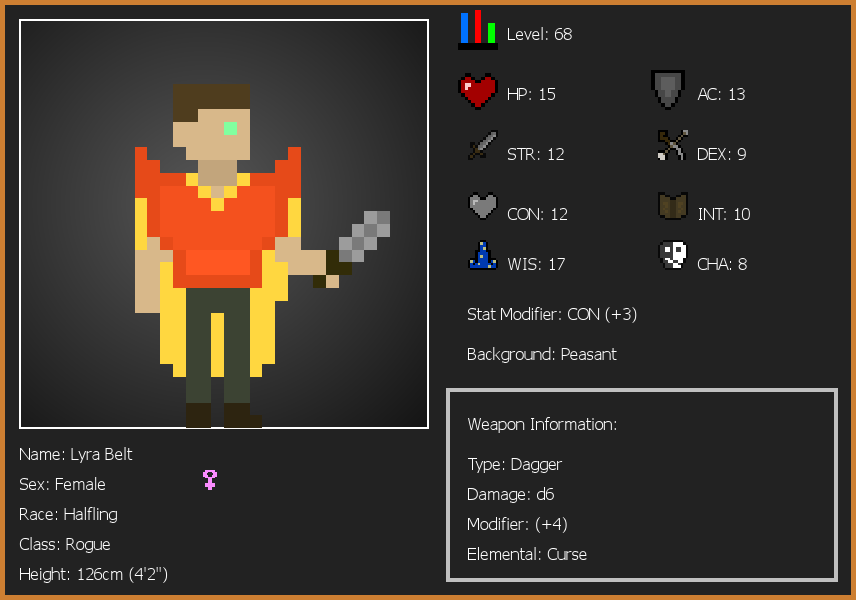 Level: 68
HP: 15
AC: 13
STR: 12
DEX: 9
CON: 12
INT: 10
WIS: 17
CHA: 8
Stat Modifier: CON (+3)
Background: Peasant
Weapon Information:
Type: Dagger
Damage: d6
Modifier: (+4)
Elemental: Curse
Name: Lyra Belt
Sex: Female
Race: Halfling
Class: Rogue
Height: 126cm (4'2")